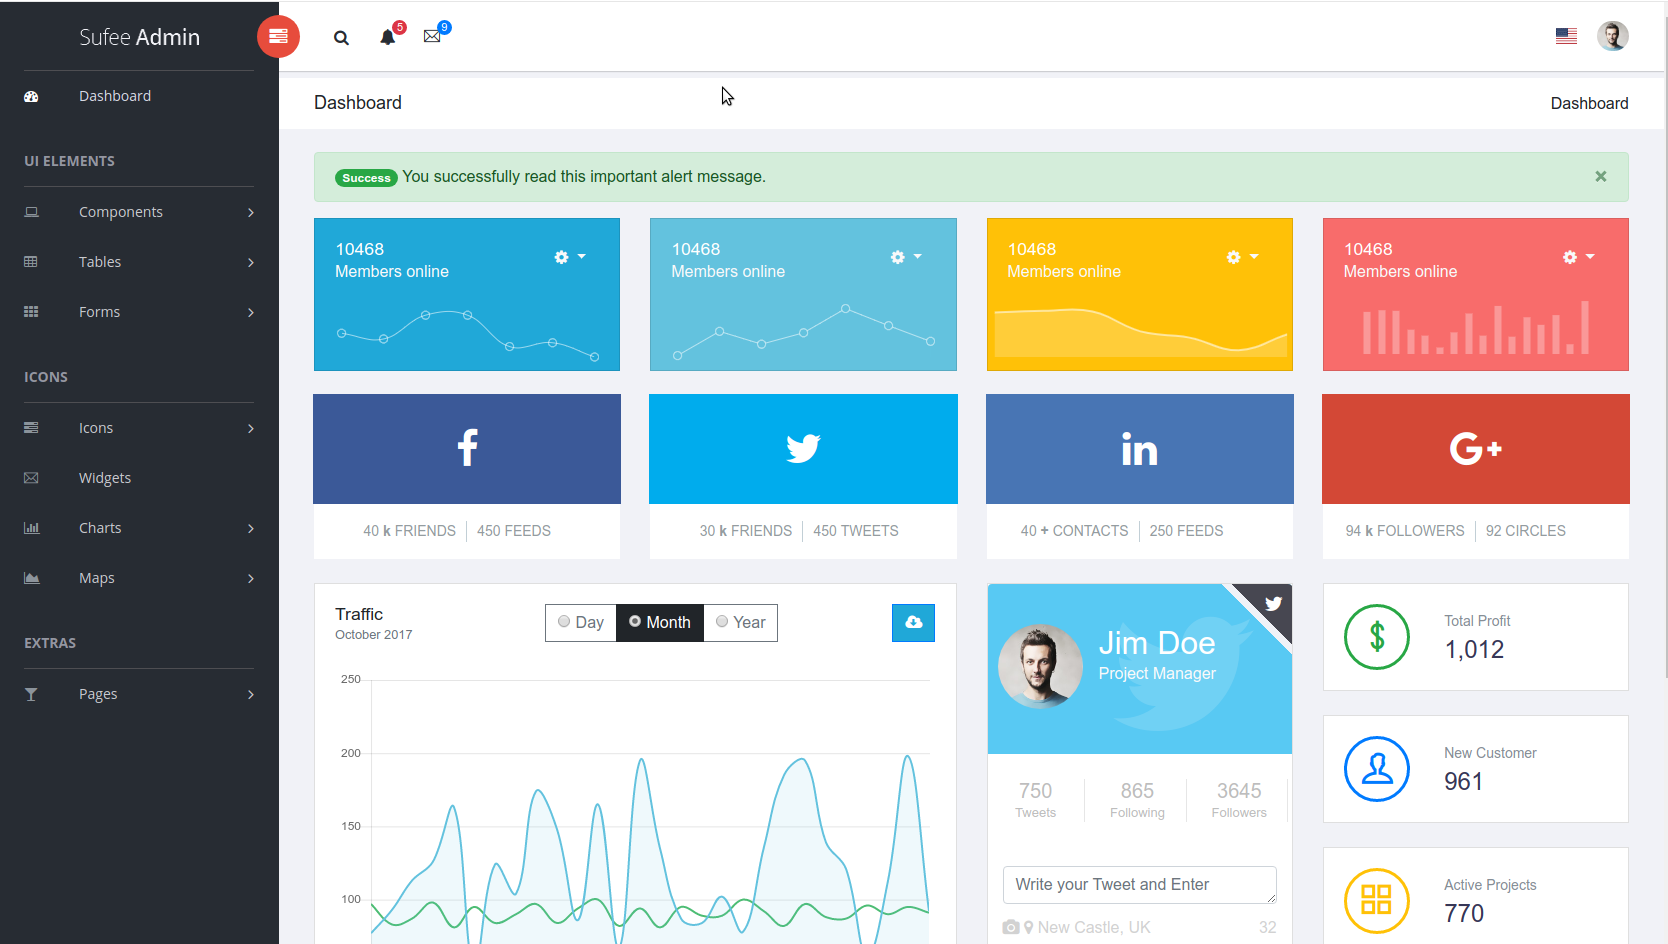 Sufee Admin
5
9
Dashboard
UI ELEMENTS
Components
Tables
Forms
ICONS
Icons
Widgets
Charts
Maps
EXTRAS
Pages
Dashboard
Dashboard
Success You successfully read this important alert message.
×
10468
Members online
10468
Members online
10468
Members online
10468
Members online
f
in
G+
40 k FRIENDS
450 FEEDS
30 k FRIENDS
450 TWEETS
40 + CONTACTS
250 FEEDS
94 k FOLLOWERS
92 CIRCLES
Traffic
October 2017
Day
Month
Year
250
200
150
100
Jim Doe
Project Manager
750
Tweets
865
Following
3645
Followers
Write your Tweet and Enter
New Castle, UK
32
$
Total Profit
1,012
New Customer
961
Active Projects
770